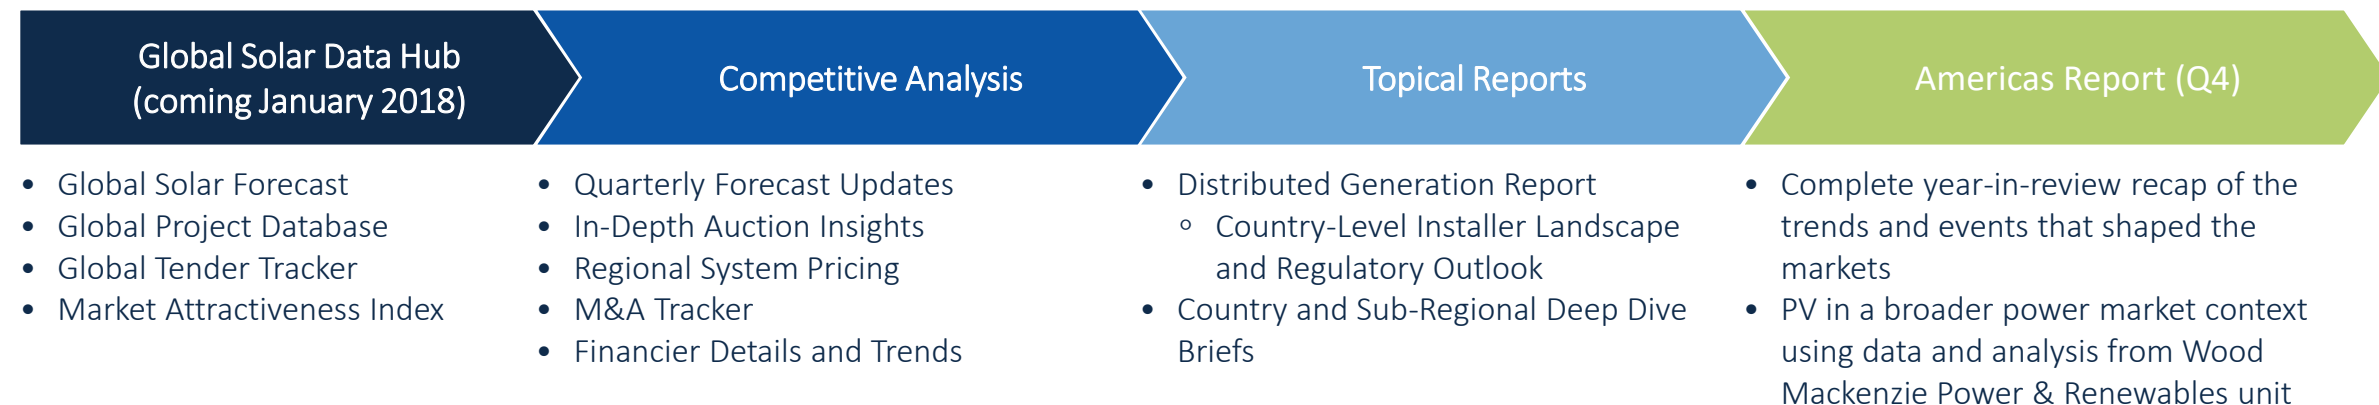 Global Solar Data Hub
(coming January 2018)
Competitive Analysis
Topical Reports
Americas Report (Q4)
• Global Solar Forecast
• Global Project Database
• Global Tender Tracker
• Market Attractiveness Index
• Quarterly Forecast Updates
• In-Depth Auction Insights
• Regional System Pricing
• M&A Tracker
• Financier Details and Trends
• Distributed Generation Report
◦ Country-Level Installer Landscape
and Regulatory Outlook
• Country and Sub-Regional Deep Dive
Briefs
• Complete year-in-review recap of the
trends and events that shaped the
markets
• PV in a broader power market context
using data and analysis from Wood
Mackenzie Power & Renewables unit